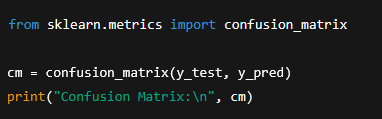 from sklearn.metrics import confusion_matrix
cm = confusion_matrix(y_test, y_pred)
print("Confusion Matrix:\n", cm)